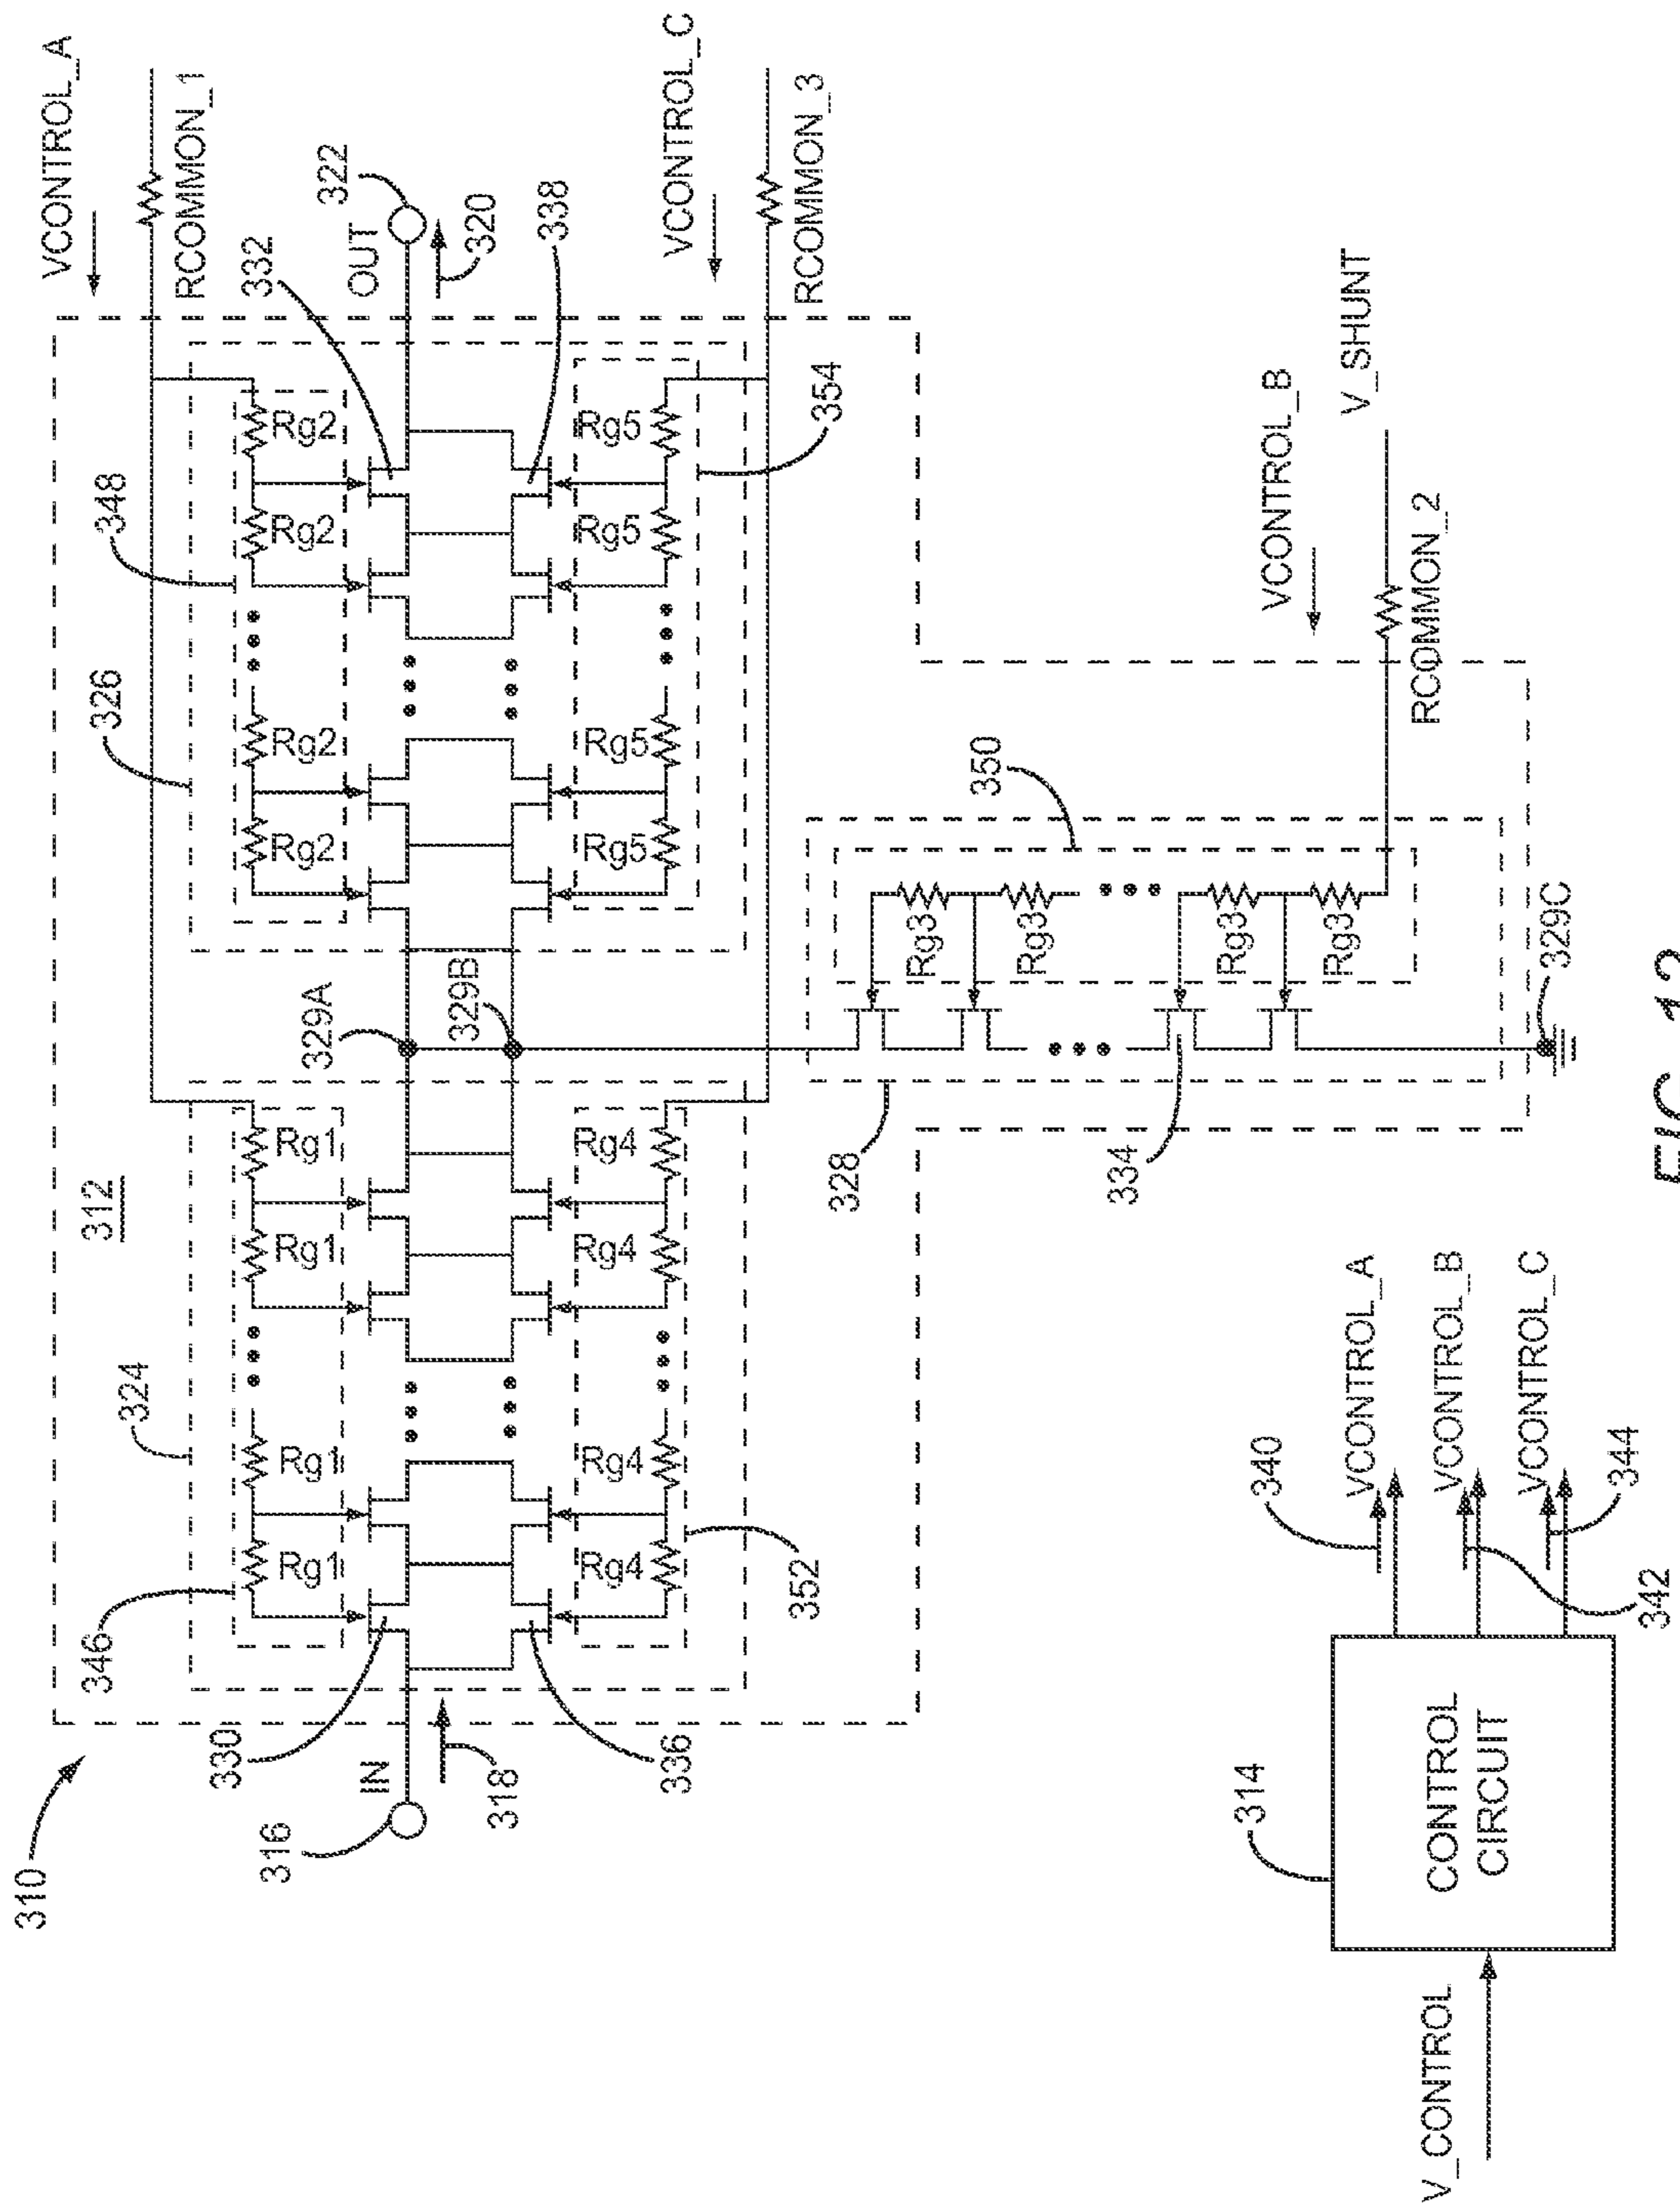 310
312
VCONTROL_A
RCOMMON_1
346
324
326
348
332
322
OUT
320
338
Rg1
Rg1
Rg1
Rg1
Rg2
Rg2
Rg2
Rg2
330
IN
316
318
336
329A
329B
Rg4
Rg4
Rg4
Rg4
Rg5
Rg5
Rg5
Rg5
352
354
VCONTROL_C
RCOMMON_3
328
334
350
Rg3
Rg3
Rg3
Rg3
VCONTROL_B
V_SHUNT
RCOMMON_2
329C
V_CONTROL
314
CONTROL
CIRCUIT
340
VCONTROL_A
VCONTROL_B
342
VCONTROL_C
344